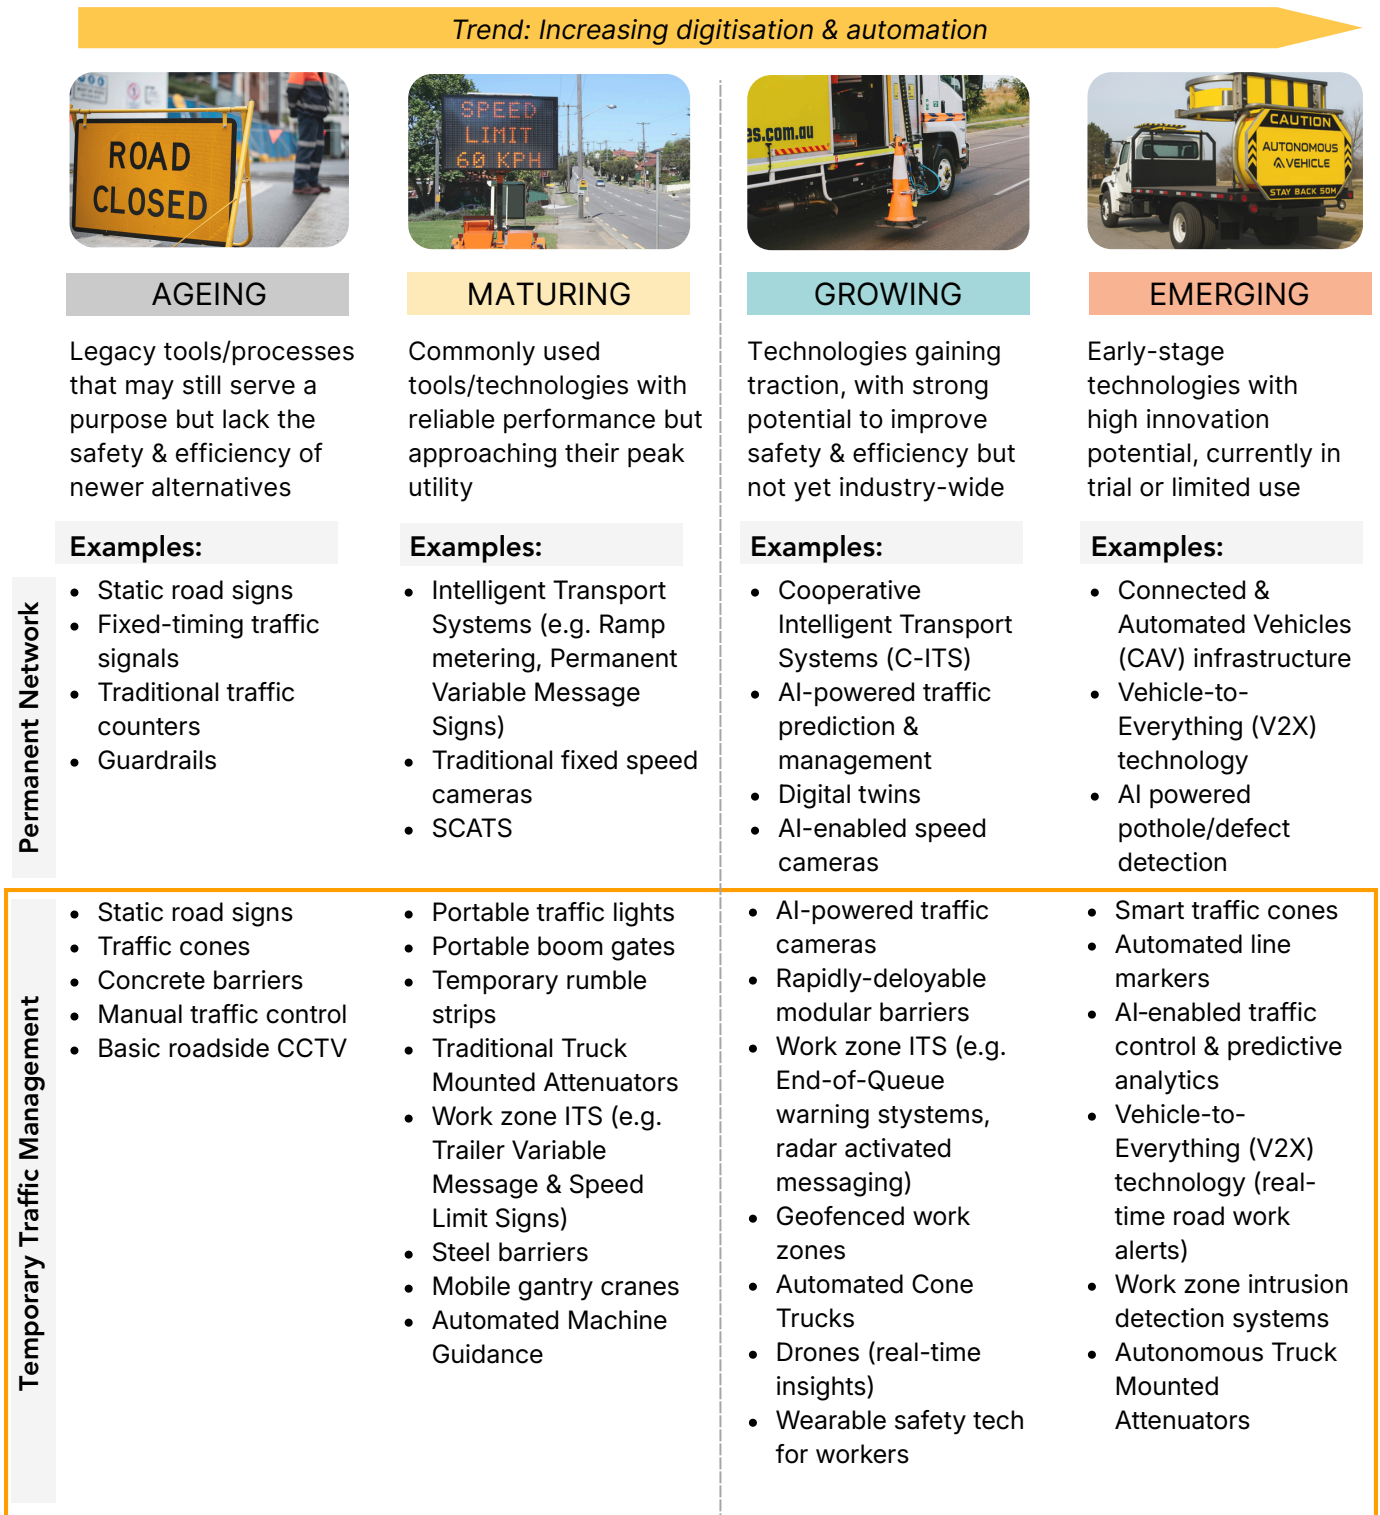 Trend: Increasing digitisation & automation
ROAD
CLOSED
SPEED
LIMIT
60 KPH
es.com.au
CAUTION
AUTONOMOUS
VEHICLE
STAY BACK 50M
AGEING
Legacy tools/processes
that may still serve a
purpose but lack the
safety & efficiency of
newer alternatives
MATURING
Commonly used
tools/technologies with
reliable performance but
approaching their peak
utility
GROWING
Technologies gaining
traction, with strong
potential to improve
safety & efficiency but
not yet industry-wide
EMERGING
Early-stage
technologies with
high innovation
potential, currently in
trial or limited use
Permanent Network
Examples:
• Static road signs
• Fixed-timing traffic
signals
• Traditional traffic
counters
• Guardrails
Examples:
• Intelligent Transport
Systems (e.g. Ramp
metering, Permanent
Variable Message
Signs)
• Traditional fixed speed
cameras
• SCATS
Examples:
• Cooperative
Intelligent Transport
Systems (C-ITS)
• AI-powered traffic
prediction &
management
• Digital twins
• AI-enabled speed
cameras
Examples:
• Connected &
Automated Vehicles
(CAV) infrastructure
• Vehicle-to-
Everything (V2X)
technology
• AI powered
pothole/defect
detection
Temporary Traffic Management
• Static road signs
• Traffic cones
• Concrete barriers
• Manual traffic control
• Basic roadside CCTV
• Portable traffic lights
• Portable boom gates
• Temporary rumble
strips
• Traditional Truck
Mounted Attenuators
• Work zone ITS (e.g.
Trailer Variable
Message & Speed
Limit Signs)
• Steel barriers
• Mobile gantry cranes
• Automated Machine
Guidance
• AI-powered traffic
cameras
• Rapidly-deloyable
modular barriers
• Work zone ITS (e.g.
End-of-Queue
warning stystems,
radar activated
messaging)
• Geofenced work
zones
• Automated Cone
Trucks
• Drones (real-time
insights)
• Wearable safety tech
for workers
• Smart traffic cones
• Automated line
markers
• AI-enabled traffic
control & predictive
analytics
• Vehicle-to-
Everything (V2X)
technology (real-
time road work
alerts)
• Work zone intrusion
detection systems
• Autonomous Truck
Mounted
Attenuators